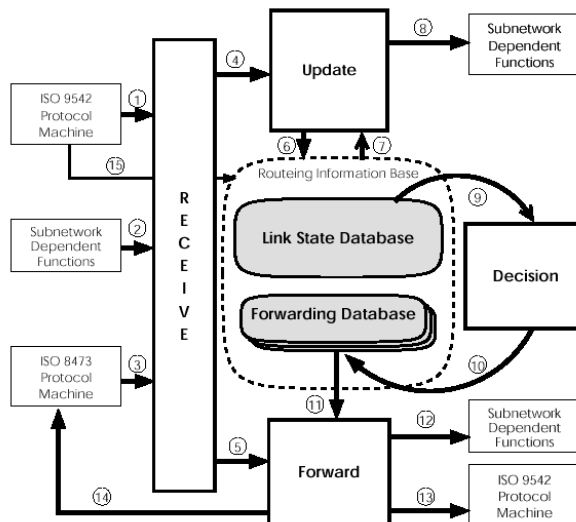 8
Subnetwork
Dependent
Functions
4
Update
ISO 9542
Protocol
Machine
1
6
7
15
Routeing Information Base
RECEIVE
9
Subnetwork
Dependent
Functions
2
Link State Database
Decision
Forwarding Database
ISO 8473
Protocol
Machine
3
10
11
12
Subnetwork
Dependent
Functions
5
Forward
14
13
ISO 9542
Protocol
Machine